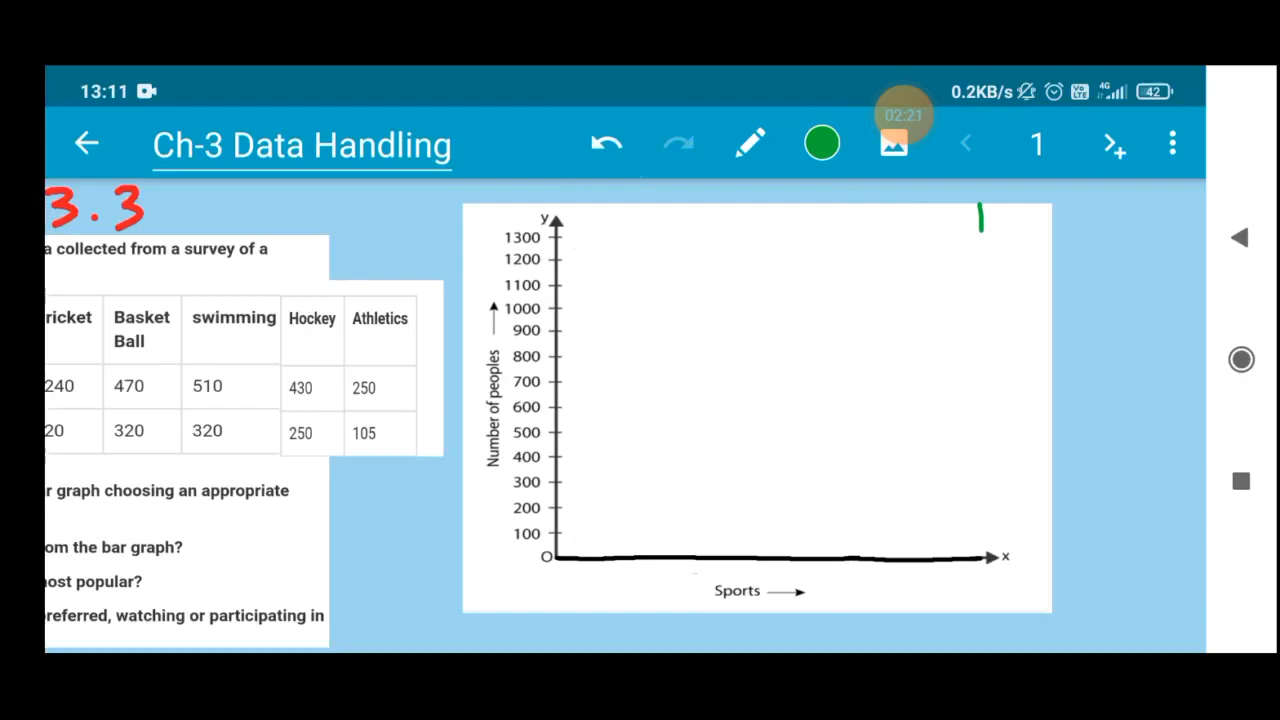 13:11
0.2KB/s 4G Vo LTE 42
02:21
Ch-3 Data Handling
1
3.3
a collected from a survey of a
ricket Basket Ball swimming Hockey Athletics
240 470 510 430 250
20 320 320 250 105
r graph choosing an appropriate
om the bar graph?
ost popular?
referred, watching or participating in
y
1300
1200
1100
1000
900
800
700
600
500
400
300
200
100
O
x
Number of peoples
Sports